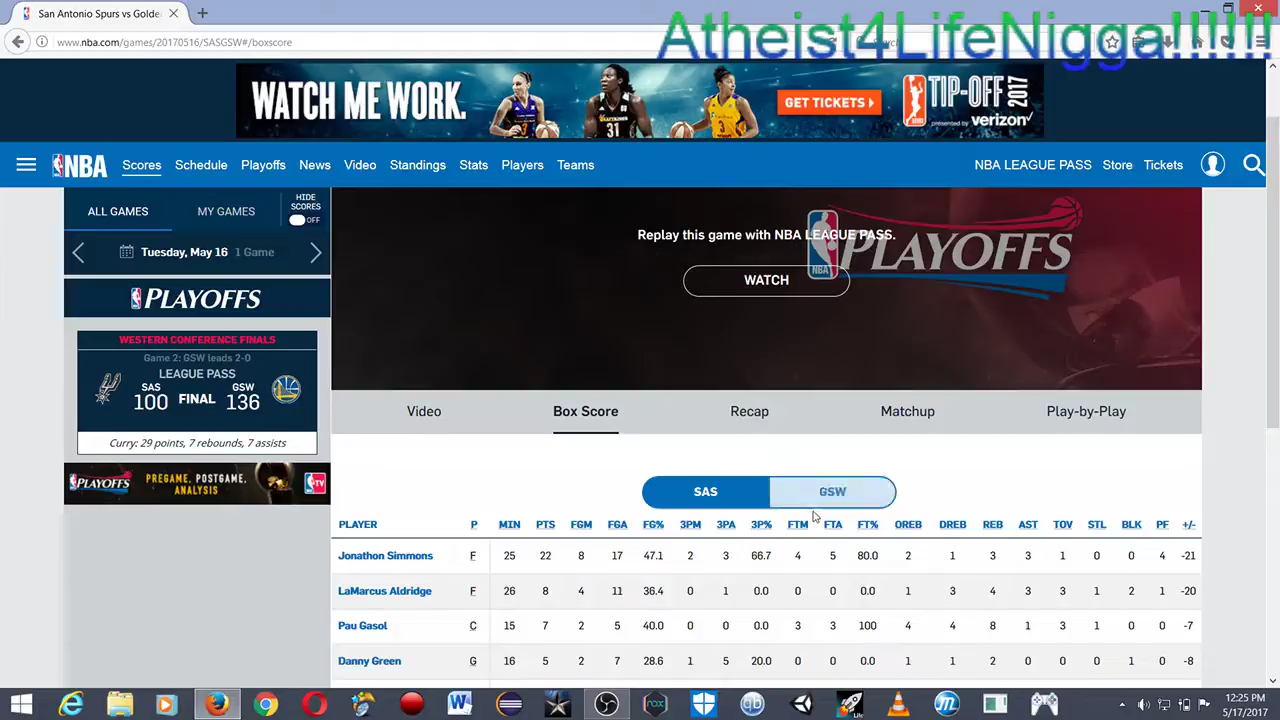 San Antonio Spurs vs Golde
Atheist4LifeNigga!!!!!!
www.nba.com/games/20170516/SASGSW#/boxscore
WATCH ME WORK.
31
3
3
GET TICKETS
TIP-OFF 2017
presented by verizon
NBA
Scores
Schedule
Playoffs
News
Video
Standings
Stats
Players
Teams
NBA LEAGUE PASS
Store
Tickets
ALL GAMES
MY GAMES
HIDE
SCORES
OFF
Tuesday, May 16 1 Game
PLAYOFFS
WESTERN CONFERENCE FINALS
Game 2: GSW leads 2-0
LEAGUE PASS
SAS GSW
100 FINAL 136
Curry: 29 points, 7 rebounds, 7 assists
PLAYOFFS
PREGAME, POSTGAME,
ANALYSIS
TV
Replay this game with NBA LEAGUE PASS.
NBA
PLAYOFFS
WATCH
Video Box Score Recap Matchup Play-by-Play
SAS GSW
PLAYER P MIN PTS FGM FGA FG% 3PM 3PA 3P% FTM FTA FT% OREB DREB REB AST TOV STL BLK PF +/-
Jonathon Simmons F 25 22 8 17 47.1 2 3 66.7 4 5 80.0 2 1 3 3 1 0 0 4 -21
LaMarcus Aldridge F 26 8 4 11 36.4 0 1 0.0 0 0 0.0 1 3 4 3 3 1 2 1 -20
Pau Gasol C 15 7 2 5 40.0 0 0 0.0 3 3 100 4 4 8 1 3 1 0 0 -7
Danny Green G 16 5 2 7 28.6 1 5 20.0 0 0 0.0 1 1 2 0 0 0 1 0 -8
12:25 PM
5/17/2017